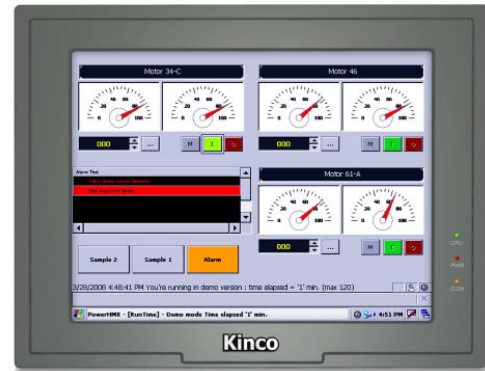 Motor 34-C
Motor 46
000
...
M
I
000
...
M
I
Alarm Text
Motor 61-A
000
...
M
I
Sample 2
Sample 1
Alarm
3/28/2008 4:48:41 PM You're running in demo version : time elapsed = '1' min. (max 120)
PowerHMX - [RunTime] - Demo mode Time elapsed '1' min.
4:51 PM
CPU
PWR
COM
Kinco